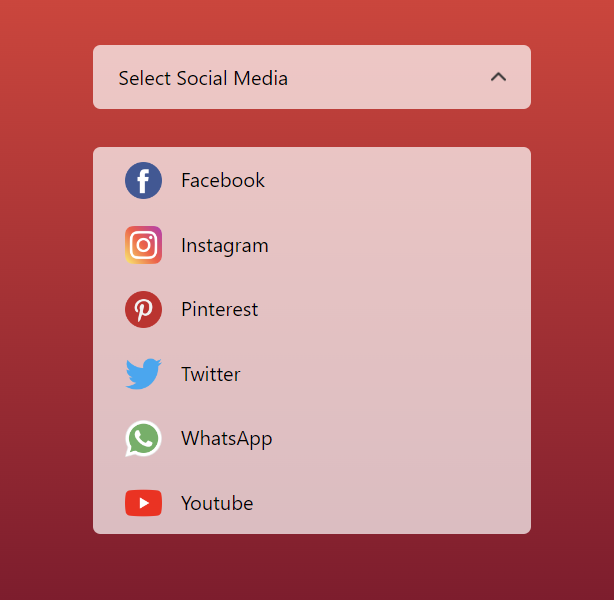 Select Social Media
Facebook
Instagram
Pinterest
Twitter
WhatsApp
Youtube